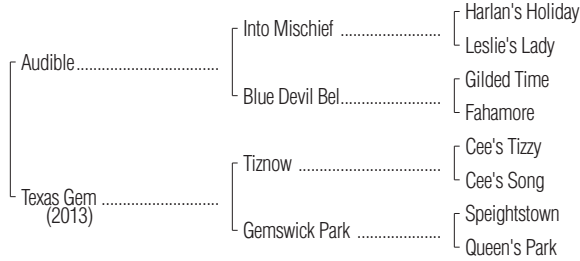 Harlan's Holiday
Into Mischief ....................
Leslie's Lady
Audible.............................
Gilded Time
Blue Devil Bel....................
Fahamore
Cee's Tizzy
Tiznow ............................
Cee's Song
Texas Gem ........................
(2013)
Speightstown
Gemswick Park .................
Queen's Park